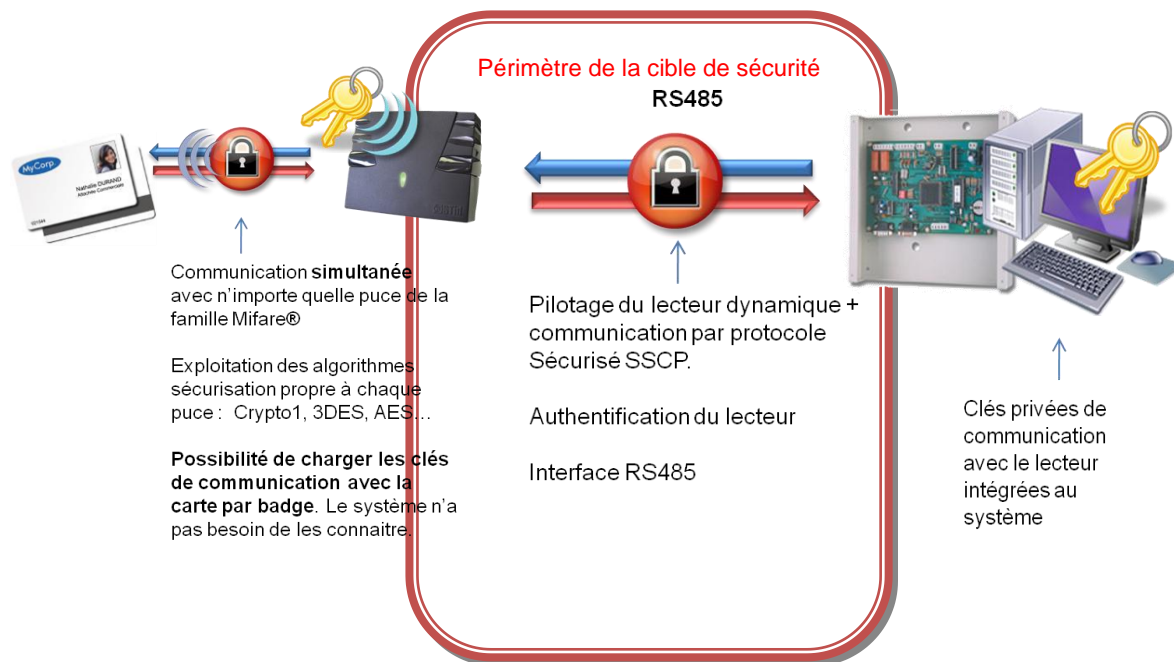 Périmètre de la cible de sécurité
RS485
MyCorp.
Nathalie DURAND
Attachée Commerciale
Communication simultanée
avec n’importe quelle puce de la
famille Mifare®
Exploitation des algorithmes
sécurisation propre à chaque
puce : Crypto1, 3DES, AES…
Possibilité de charger les clés
de communication avec la
carte par badge. Le système n’a
pas besoin de les connaitre.
Pilotage du lecteur dynamique +
communication par protocole
Sécurisé SSCP.
Authentification du lecteur
Interface RS485
Clés privées de
communication
avec le lecteur
intégrées au
système